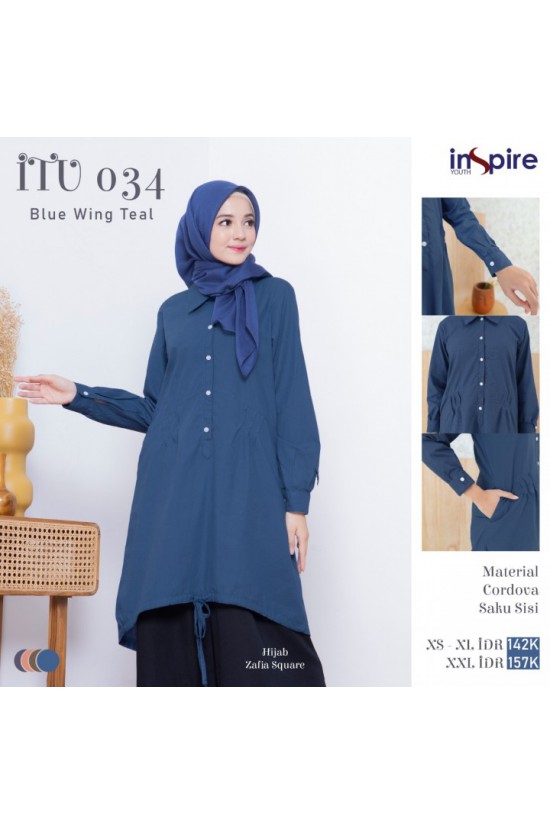 ITU 034
Blue Wing Teal
inspire
YOUTH
Material
Cordova
Saku Sisi
XS - XL IDR 142K
XXL IDR 157K
Hijab
Zafia Square